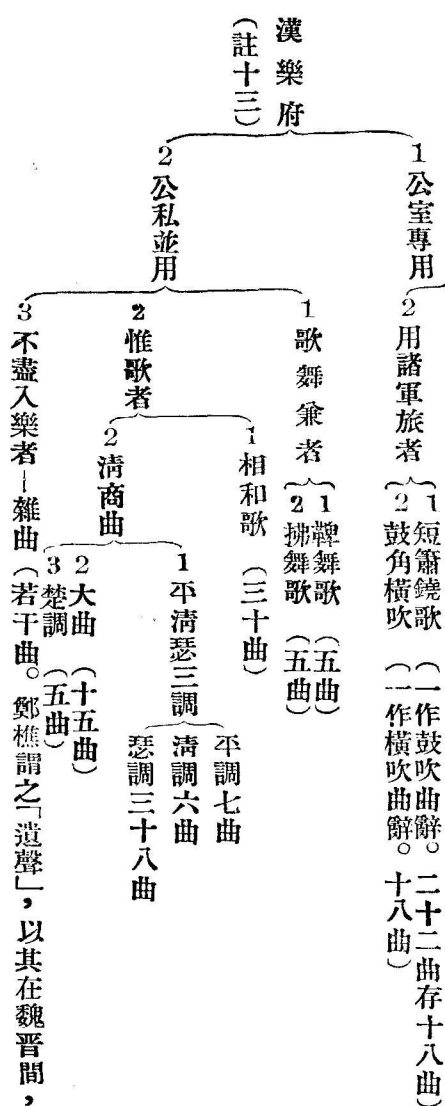 漢樂府
(註十三)
1公室專用
2用諸軍旅者
1短簫鐃歌(一作鼓吹曲辭。二十二曲存十八曲)
2鼓角橫吹(一作橫吹曲辭。十八曲)
2公私並用
1歌舞兼者
1鞞舞歌(五曲)
2拂舞歌(五曲)
2惟歌者
1相和歌(三十曲)
2清商曲
1平清瑟三調
平調七曲
清調六曲
瑟調三十八曲
2大曲(十五曲)
3楚調(五曲)
3不盡入樂者—雜曲(若干曲。鄭樵謂之「遺聲」,以其在魏晋間,